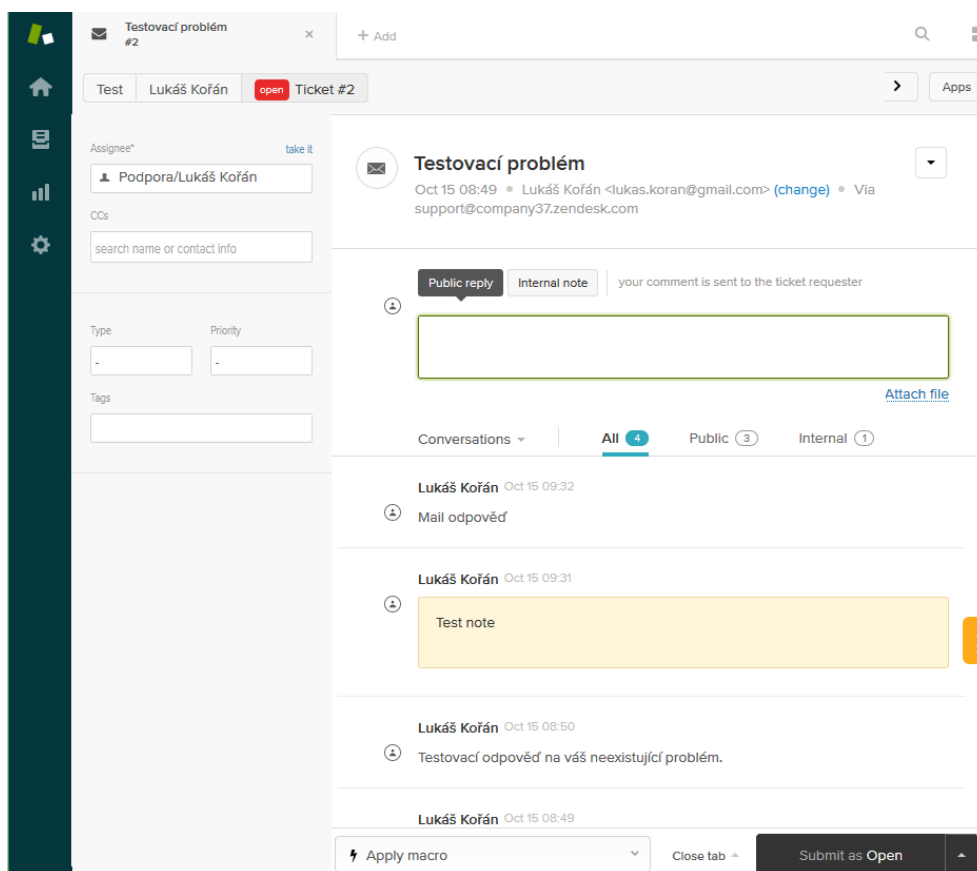 Testovací problém
#2
×
+ Add
Test
Lukáš Kořán
open Ticket #2
Apps
Assignee*
take it
Podpora/Lukáš Kořán
CCs
search name or contact info
Type
Priority
-
-
Tags
Testovací problém
Oct 15 08:49 Lukáš Kořán <lukas.koran@gmail.com> (change) Via
support@company37.zendesk.com
Public reply
Internal note
your comment is sent to the ticket requester
Attach file
Conversations
All 4
Public 3
Internal 1
Lukáš Kořán Oct 15 09:32
Mail odpověď
Lukáš Kořán Oct 15 09:31
Test note
Lukáš Kořán Oct 15 08:50
Testovací odpověď na váš neexistující problém.
Lukáš Kořán Oct 15 08:49
Apply macro
Close tab
Submit as Open